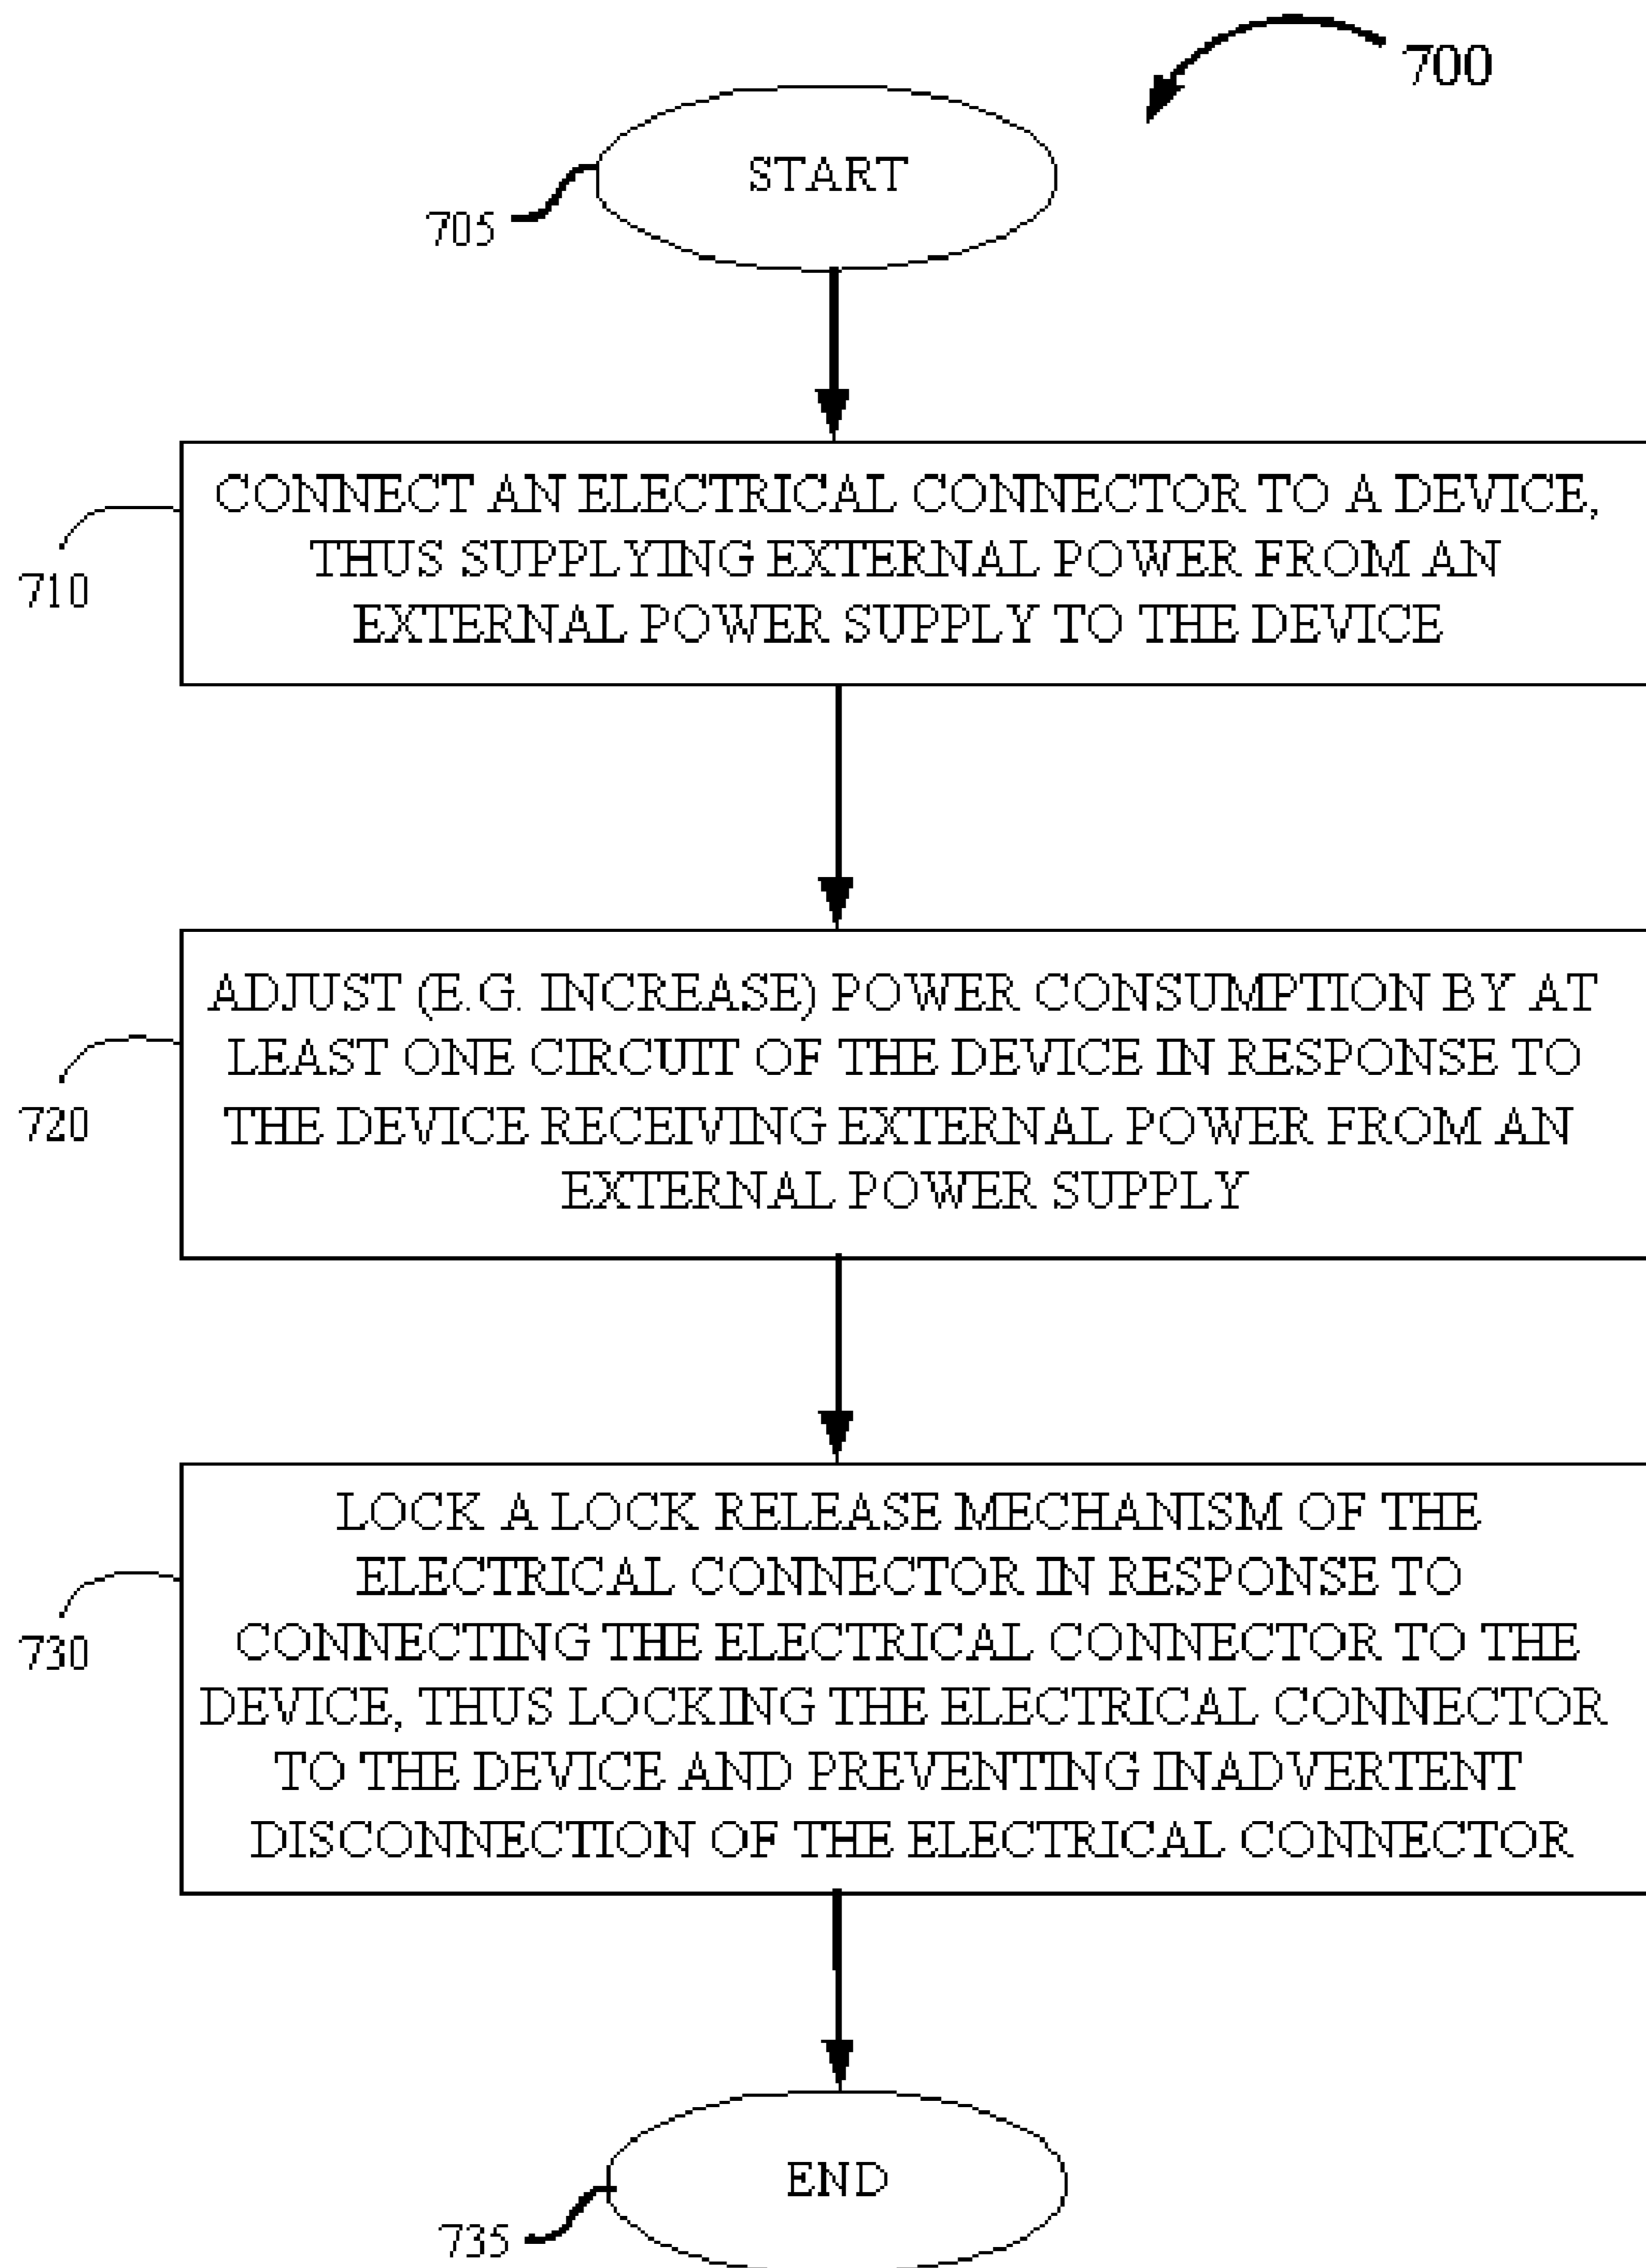 700
START
705
CONNECT AN ELECTRICAL CONNECTOR TO A DEVICE,
THUS SUPPLYING EXTERNAL POWER FROM AN
EXTERNAL POWER SUPPLY TO THE DEVICE
710
ADJUST (E.G. INCREASE) POWER CONSUMPTION BY AT
LEAST ONE CIRCUIT OF THE DEVICE IN RESPONSE TO
THE DEVICE RECEIVING EXTERNAL POWER FROM AN
EXTERNAL POWER SUPPLY
720
LOCK A LOCK RELEASE MECHANISM OF THE
ELECTRICAL CONNECTOR IN RESPONSE TO
CONNECTING THE ELECTRICAL CONNECTOR TO THE
DEVICE, THUS LOCKING THE ELECTRICAL CONNECTOR
TO THE DEVICE AND PREVENTING INADVERTENT
DISCONNECTION OF THE ELECTRICAL CONNECTOR
730
END
735